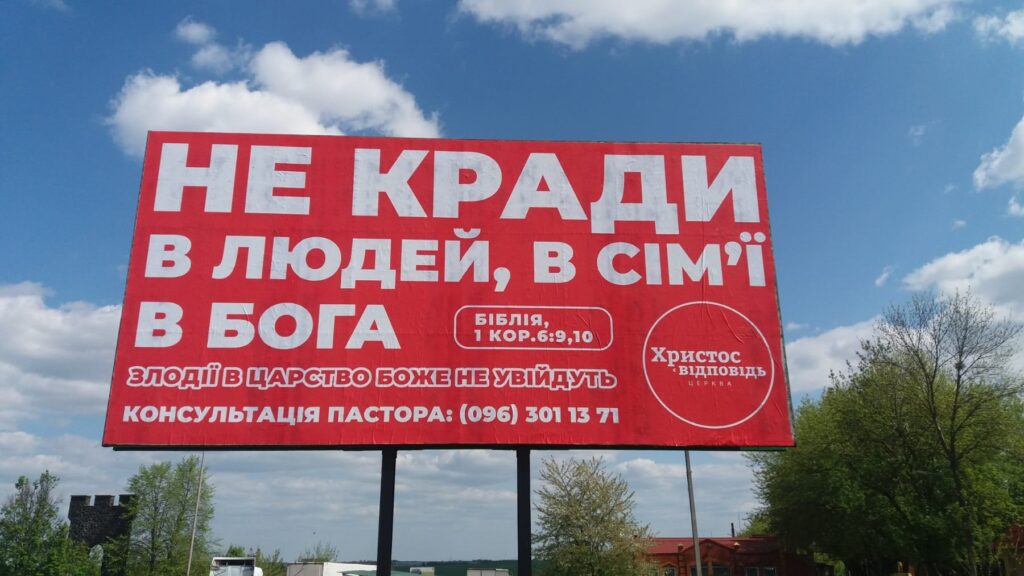 НЕ КРАДИ
В ЛЮДЕЙ, В СІМ'Ї
В БОГА
БІБЛІЯ,
1 КОР.6:9,10
Христос
є відповідь
ЦЕРКВА
ЗЛОДІЇ В ЦАРСТВО БОЖЕ НЕ УВІЙДУТЬ
КОНСУЛЬТАЦІЯ ПАСТОРА: (096) 301 13 71